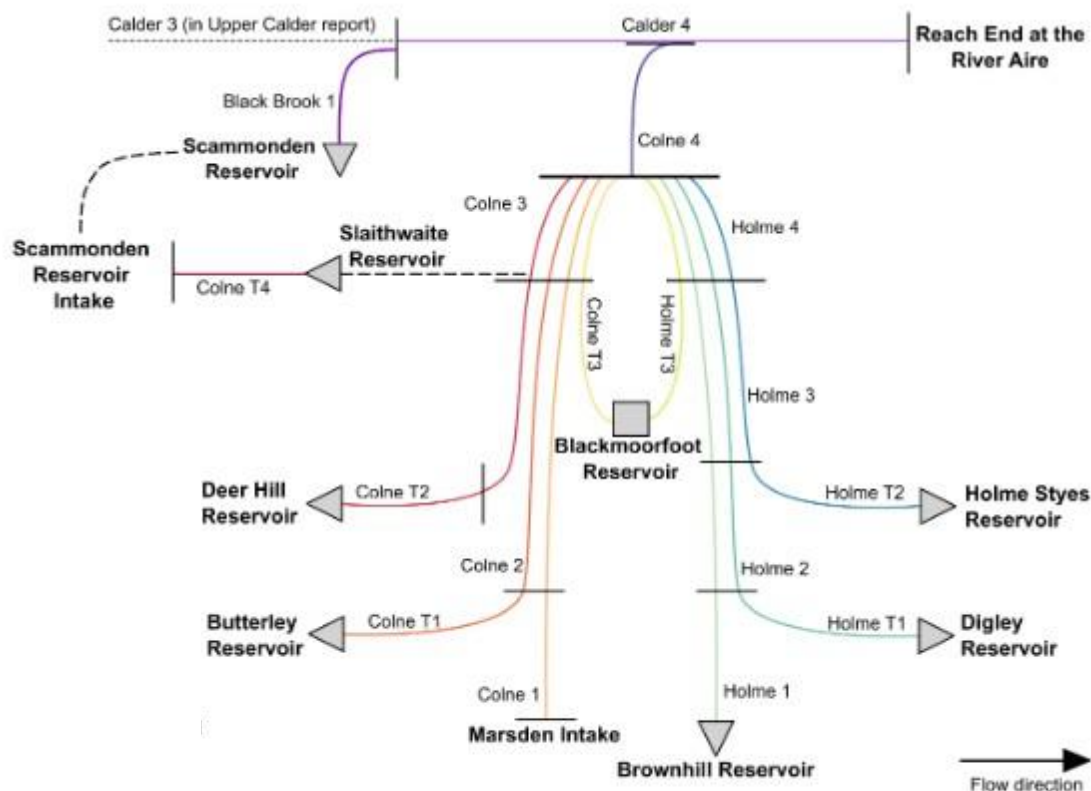 Calder 3 (in Upper Calder report)
Calder 4
Reach End at the
River Aire
Black Brook 1
Scammonden
Reservoir
Colne 4
Colne 3
Holme 4
Slaithwaite
Reservoir
Scammonden
Reservoir
Intake
Colne T4
Colne T3
Holme T3
Holme 3
Blackmoorfoot
Reservoir
Deer Hill
Reservoir
Colne T2
Holme T2
Holme Styes
Reservoir
Colne 2
Holme 2
Butterley
Reservoir
Colne T1
Holme T1
Digley
Reservoir
Colne 1
Holme 1
Marsden Intake
Brownhill Reservoir
Flow direction